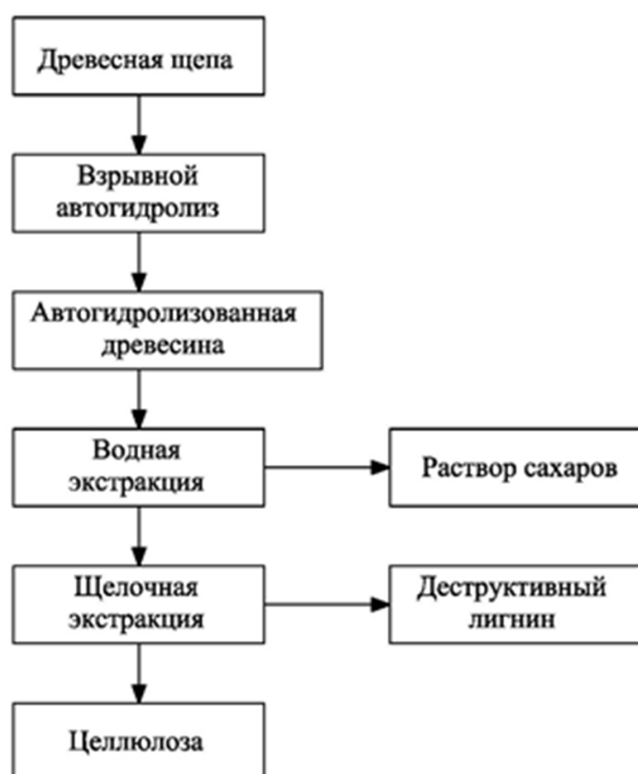 Древесная щепа
Взрывной
автогидролиз
Автогидролизованная
древесина
Водная
экстракция
Раствор сахаров
Щелочная
экстракция
Деструктивный
лигнин
Целлюлоза